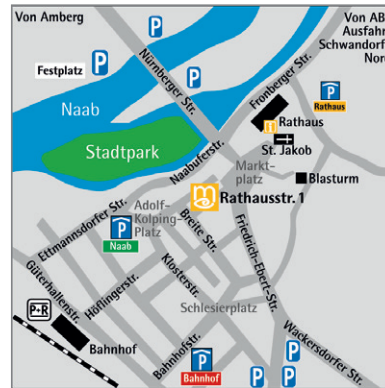 Von Amberg
P
Von AB
Ausfahr
Schwandorf
Nor
P
Festplatz
P
Nürnberger Str.
P
Fronberger Str.
P
Rathaus
Naab
Rathaus
St. Jakob
Stadtpark
Naabuferstr.
Markt-
platz
Blasturm
Rathausstr. 1
Ettmannsdorfer Str.
Adolf-
Kolping-
Platz
P
Naab
Breite Str.
Friedrich-Ebert-Str.
Klosterstr.
Höflingerstr.
Güterhallenstr.
P+R
Schlesierplatz
Bahnhof
Bahnhofstr.
Wackersdorfer Str.
P
Bahnhof
P
P
P